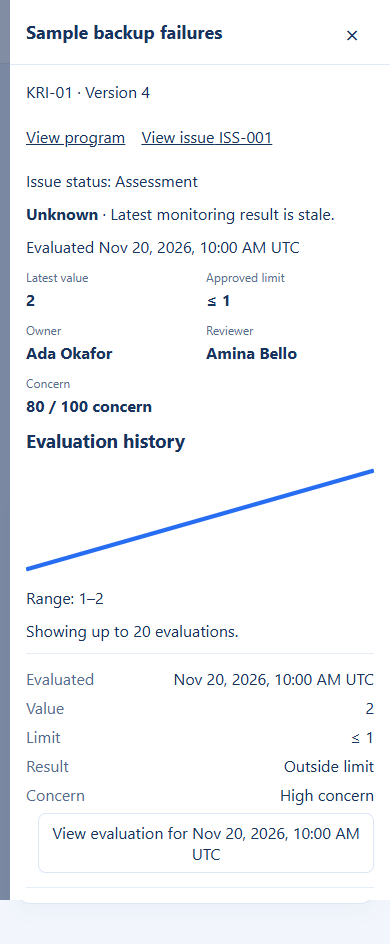 Sample backup failures
×
KRI-01 · Version 4
View program View issue ISS-001
Issue status: Assessment
Unknown · Latest monitoring result is stale.
Evaluated Nov 20, 2026, 10:00 AM UTC
Latest value Approved limit
2 ≤ 1
Owner Reviewer
Ada Okafor Amina Bello
Concern
80 / 100 concern
Evaluation history
Range: 1–2
Showing up to 20 evaluations.
Evaluated Nov 20, 2026, 10:00 AM UTC
Value 2
Limit ≤ 1
Result Outside limit
Concern High concern
View evaluation for Nov 20, 2026, 10:00 AM
UTC